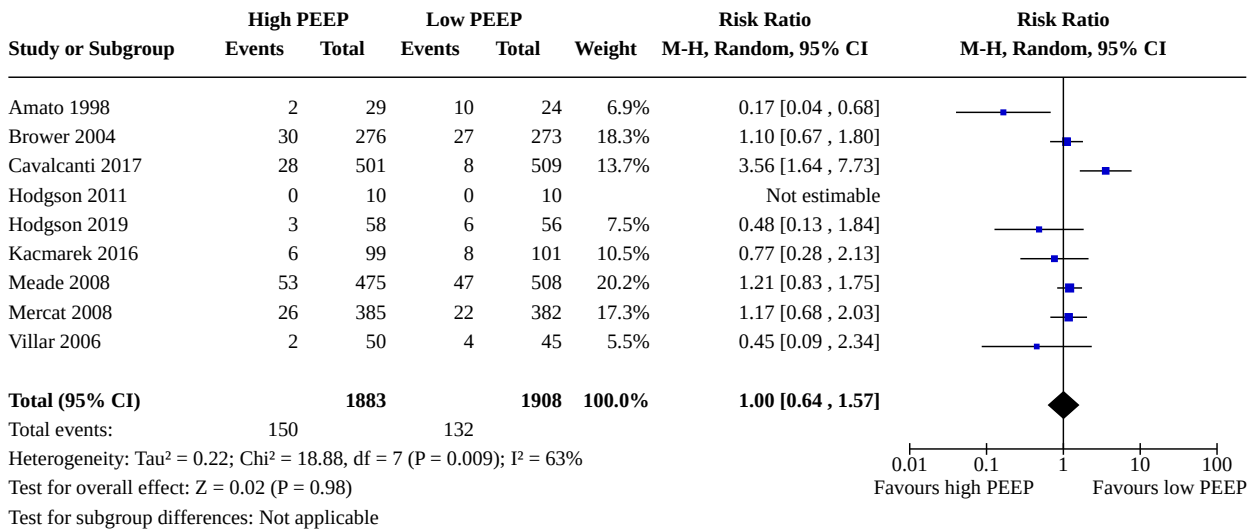 High PEEP Low PEEP Risk Ratio Risk Ratio
Study or Subgroup Events Total Events Total Weight M-H, Random, 95% CI M-H, Random, 95% CI
Amato 1998 2 29 10 24 6.9% 0.17 [0.04 , 0.68]
Brower 2004 30 276 27 273 18.3% 1.10 [0.67 , 1.80]
Cavalcanti 2017 28 501 8 509 13.7% 3.56 [1.64 , 7.73]
Hodgson 2011 0 10 0 10 Not estimable
Hodgson 2019 3 58 6 56 7.5% 0.48 [0.13 , 1.84]
Kacmarek 2016 6 99 8 101 10.5% 0.77 [0.28 , 2.13]
Meade 2008 53 475 47 508 20.2% 1.21 [0.83 , 1.75]
Mercat 2008 26 385 22 382 17.3% 1.17 [0.68 , 2.03]
Villar 2006 2 50 4 45 5.5% 0.45 [0.09 , 2.34]
Total (95% CI) 1883 1908 100.0% 1.00 [0.64 , 1.57]
Total events: 150 132
Heterogeneity: Tau² = 0.22; Chi² = 18.88, df = 7 (P = 0.009); I² = 63%
Test for overall effect: Z = 0.02 (P = 0.98)
Test for subgroup differences: Not applicable
0.01 0.1 1 10 100
Favours high PEEP Favours low PEEP